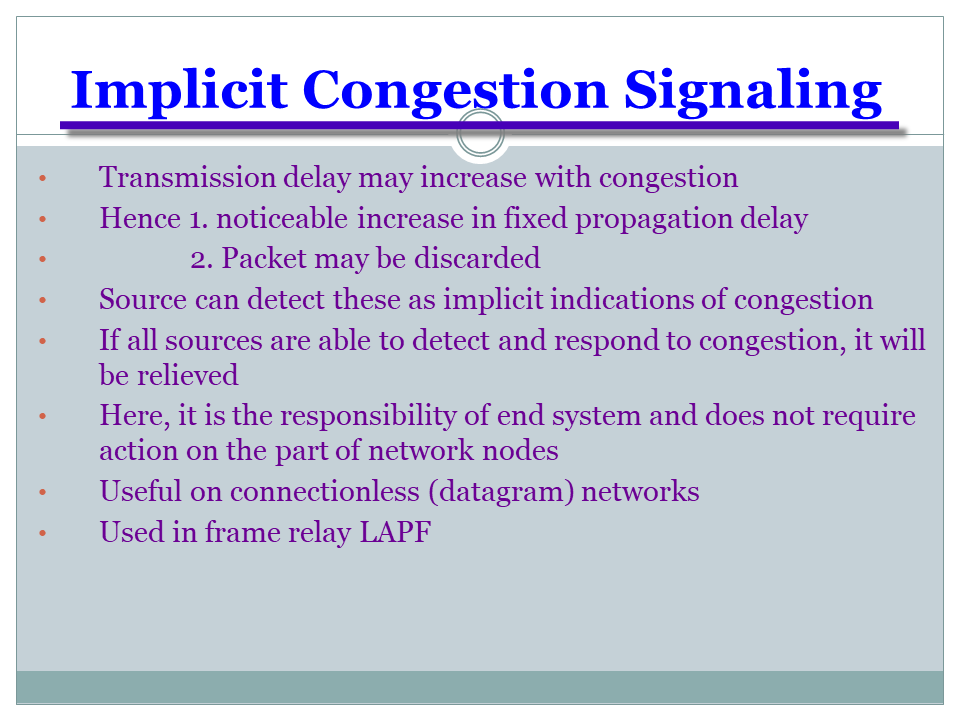 Implicit Congestion Signaling
• Transmission delay may increase with congestion
• Hence 1. noticeable increase in fixed propagation delay
• 2. Packet may be discarded
• Source can detect these as implicit indications of congestion
• If all sources are able to detect and respond to congestion, it will
be relieved
• Here, it is the responsibility of end system and does not require
action on the part of network nodes
• Useful on connectionless (datagram) networks
• Used in frame relay LAPF